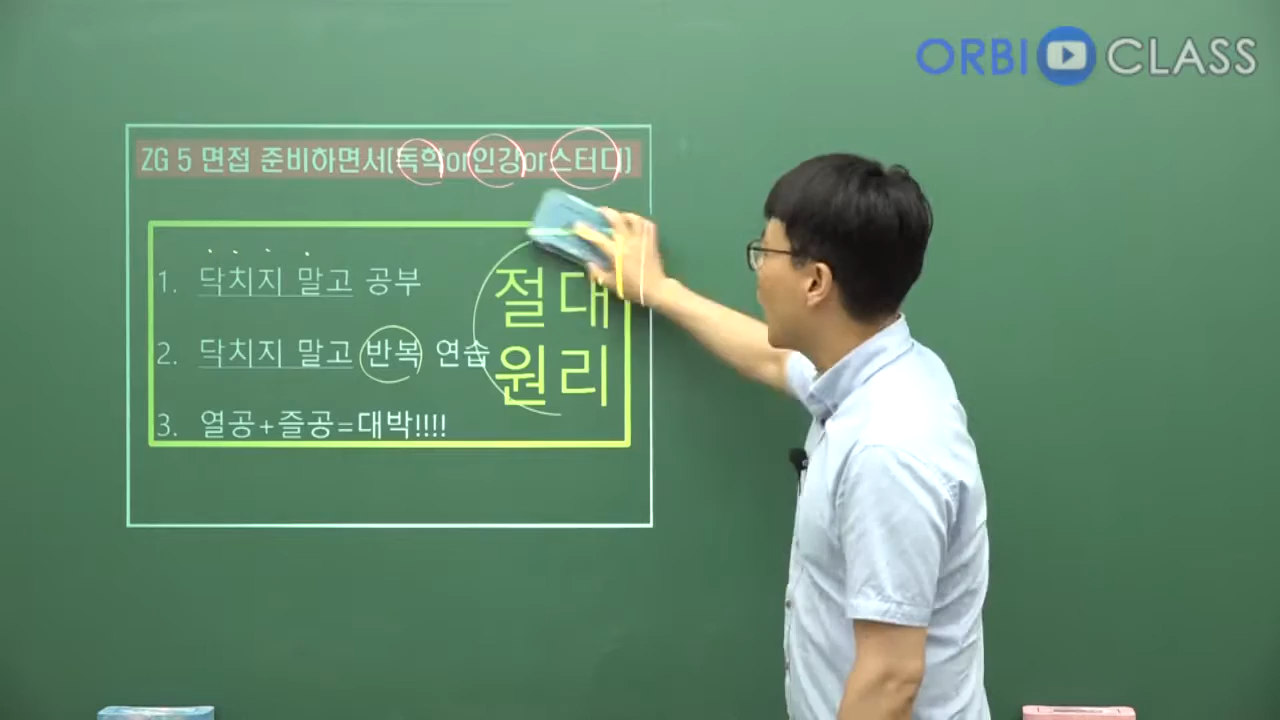 ORBI CLASS
ZG 5 면접 준비하면서(독학or인강or스터디)
1. 닥치지 말고 공부
2. 닥치지 말고 반복 연습
3. 열공+즐공=대박!!!!
절대
원리